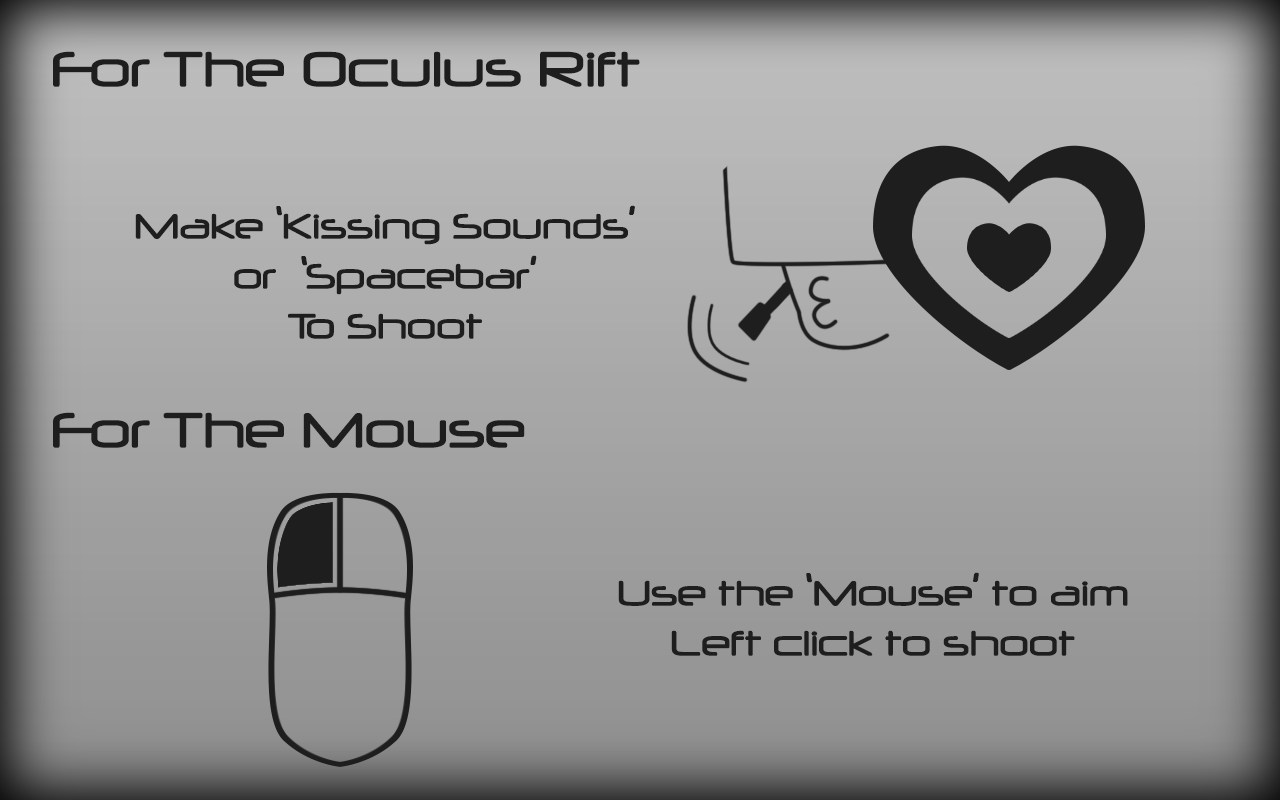 For The Oculus Rift
Make 'Kissing Sounds'
or 'Spacebar'
To Shoot
For The Mouse
Use the 'Mouse' to aim
Left click to shoot